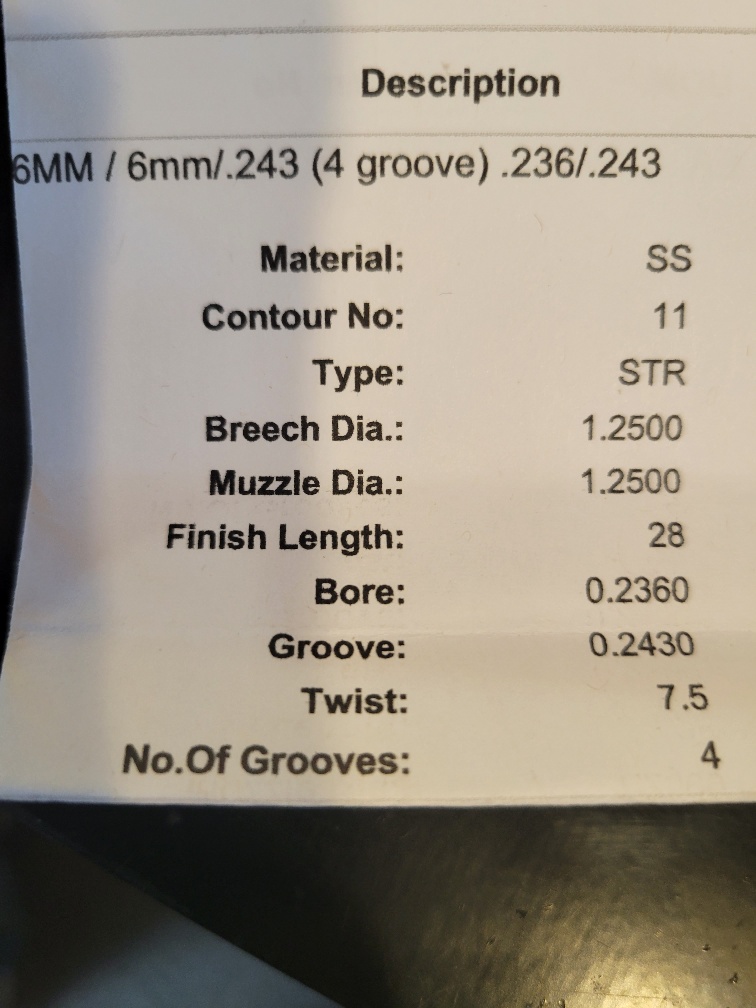 Description
6MM / 6mm/.243 (4 groove) .236/.243
Material: SS
Contour No: 11
Type: STR
Breech Dia.: 1.2500
Muzzle Dia.: 1.2500
Finish Length: 28
Bore: 0.2360
Groove: 0.2430
Twist: 7.5
No.Of Grooves: 4